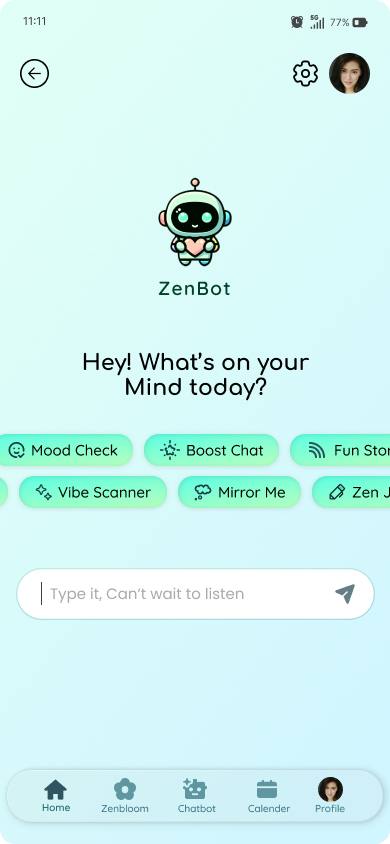 11:11 5G 77%
ZenBot
Hey! What's on your
Mind today?
Mood Check Boost Chat Fun Stor
Vibe Scanner Mirror Me Zen J
Type it, Can't wait to listen
Home Zenbloom Chatbot Calender Profile